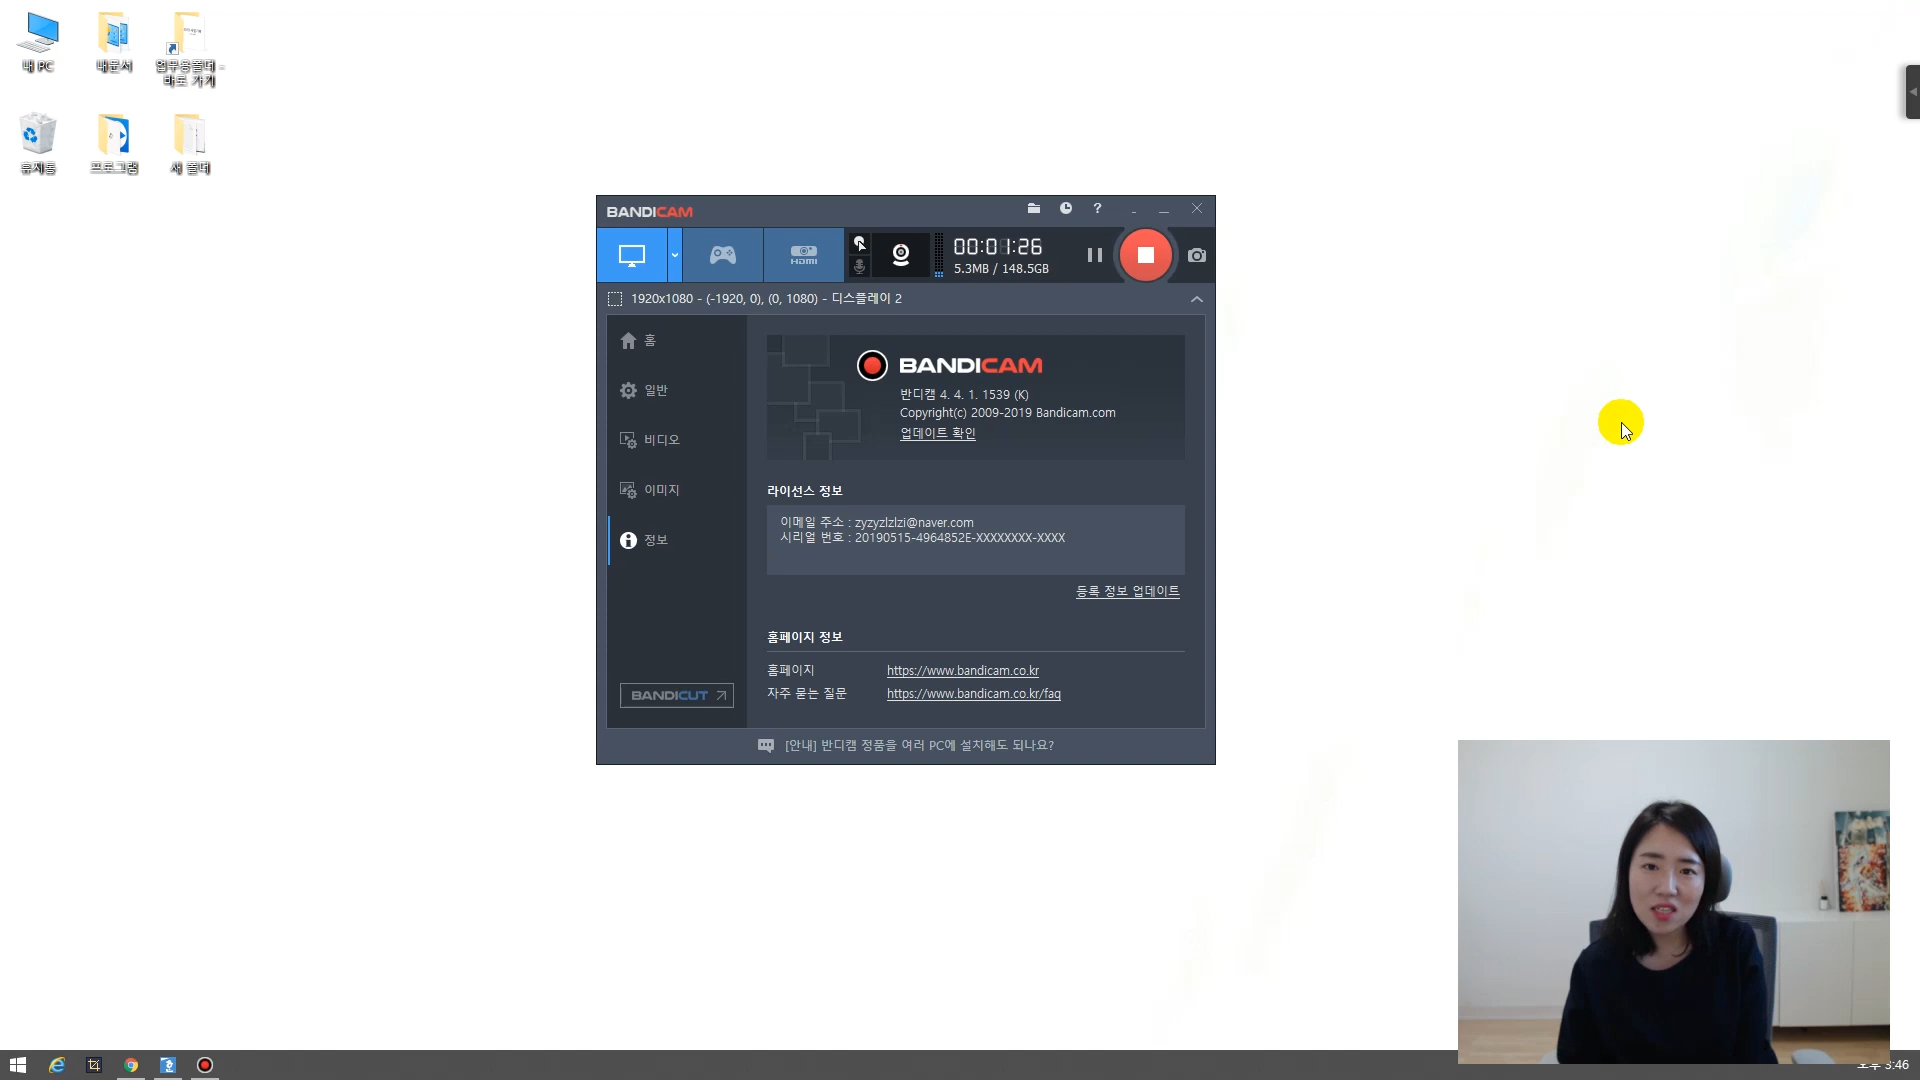 내 PC
내문서
업무용폴더 -
바로 가기
휴지통
프로그램
새 폴더
BANDICAM
HDMI
00:01:26
5.3MB / 148.5GB
1920x1080 - (-1920, 0), (0, 1080) - 디스플레이 2
홈
일반
비디오
이미지
정보
BANDICUT
BANDICAM
반디캠 4. 4. 1. 1539 (K)
Copyright(c) 2009-2019 Bandicam.com
업데이트 확인
라이선스 정보
이메일 주소 : zyzyzlzlzi@naver.com
시리얼 번호 : 20190515-4964852E-XXXXXXXX-XXXX
등록 정보 업데이트
홈페이지 정보
홈페이지 https://www.bandicam.co.kr
자주 묻는 질문 https://www.bandicam.co.kr/faq
[안내] 반디캠 정품을 여러 PC에 설치해도 되나요?
오후 3:46